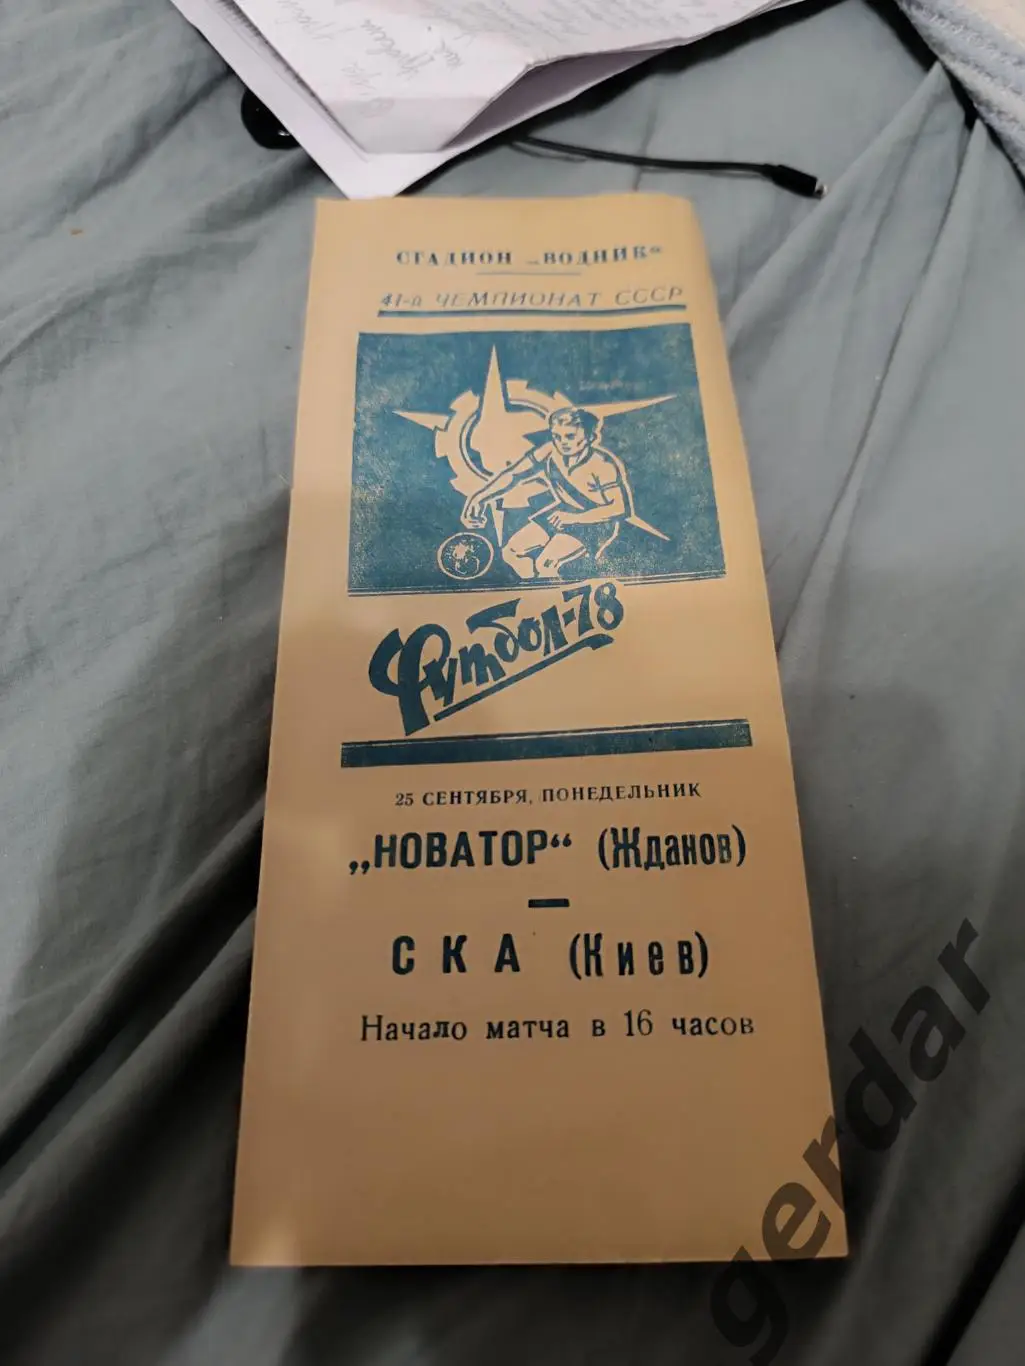 СТАДИОН „ВОДНИК“
41-й ЧЕМПИОНАТ СССР
Футбол-78
25 СЕНТЯБРЯ, ПОНЕДЕЛЬНИК
„НОВАТОР“ (Жданов)
—
СКА (Киев)
Начало матча в 16 часов
gerdar